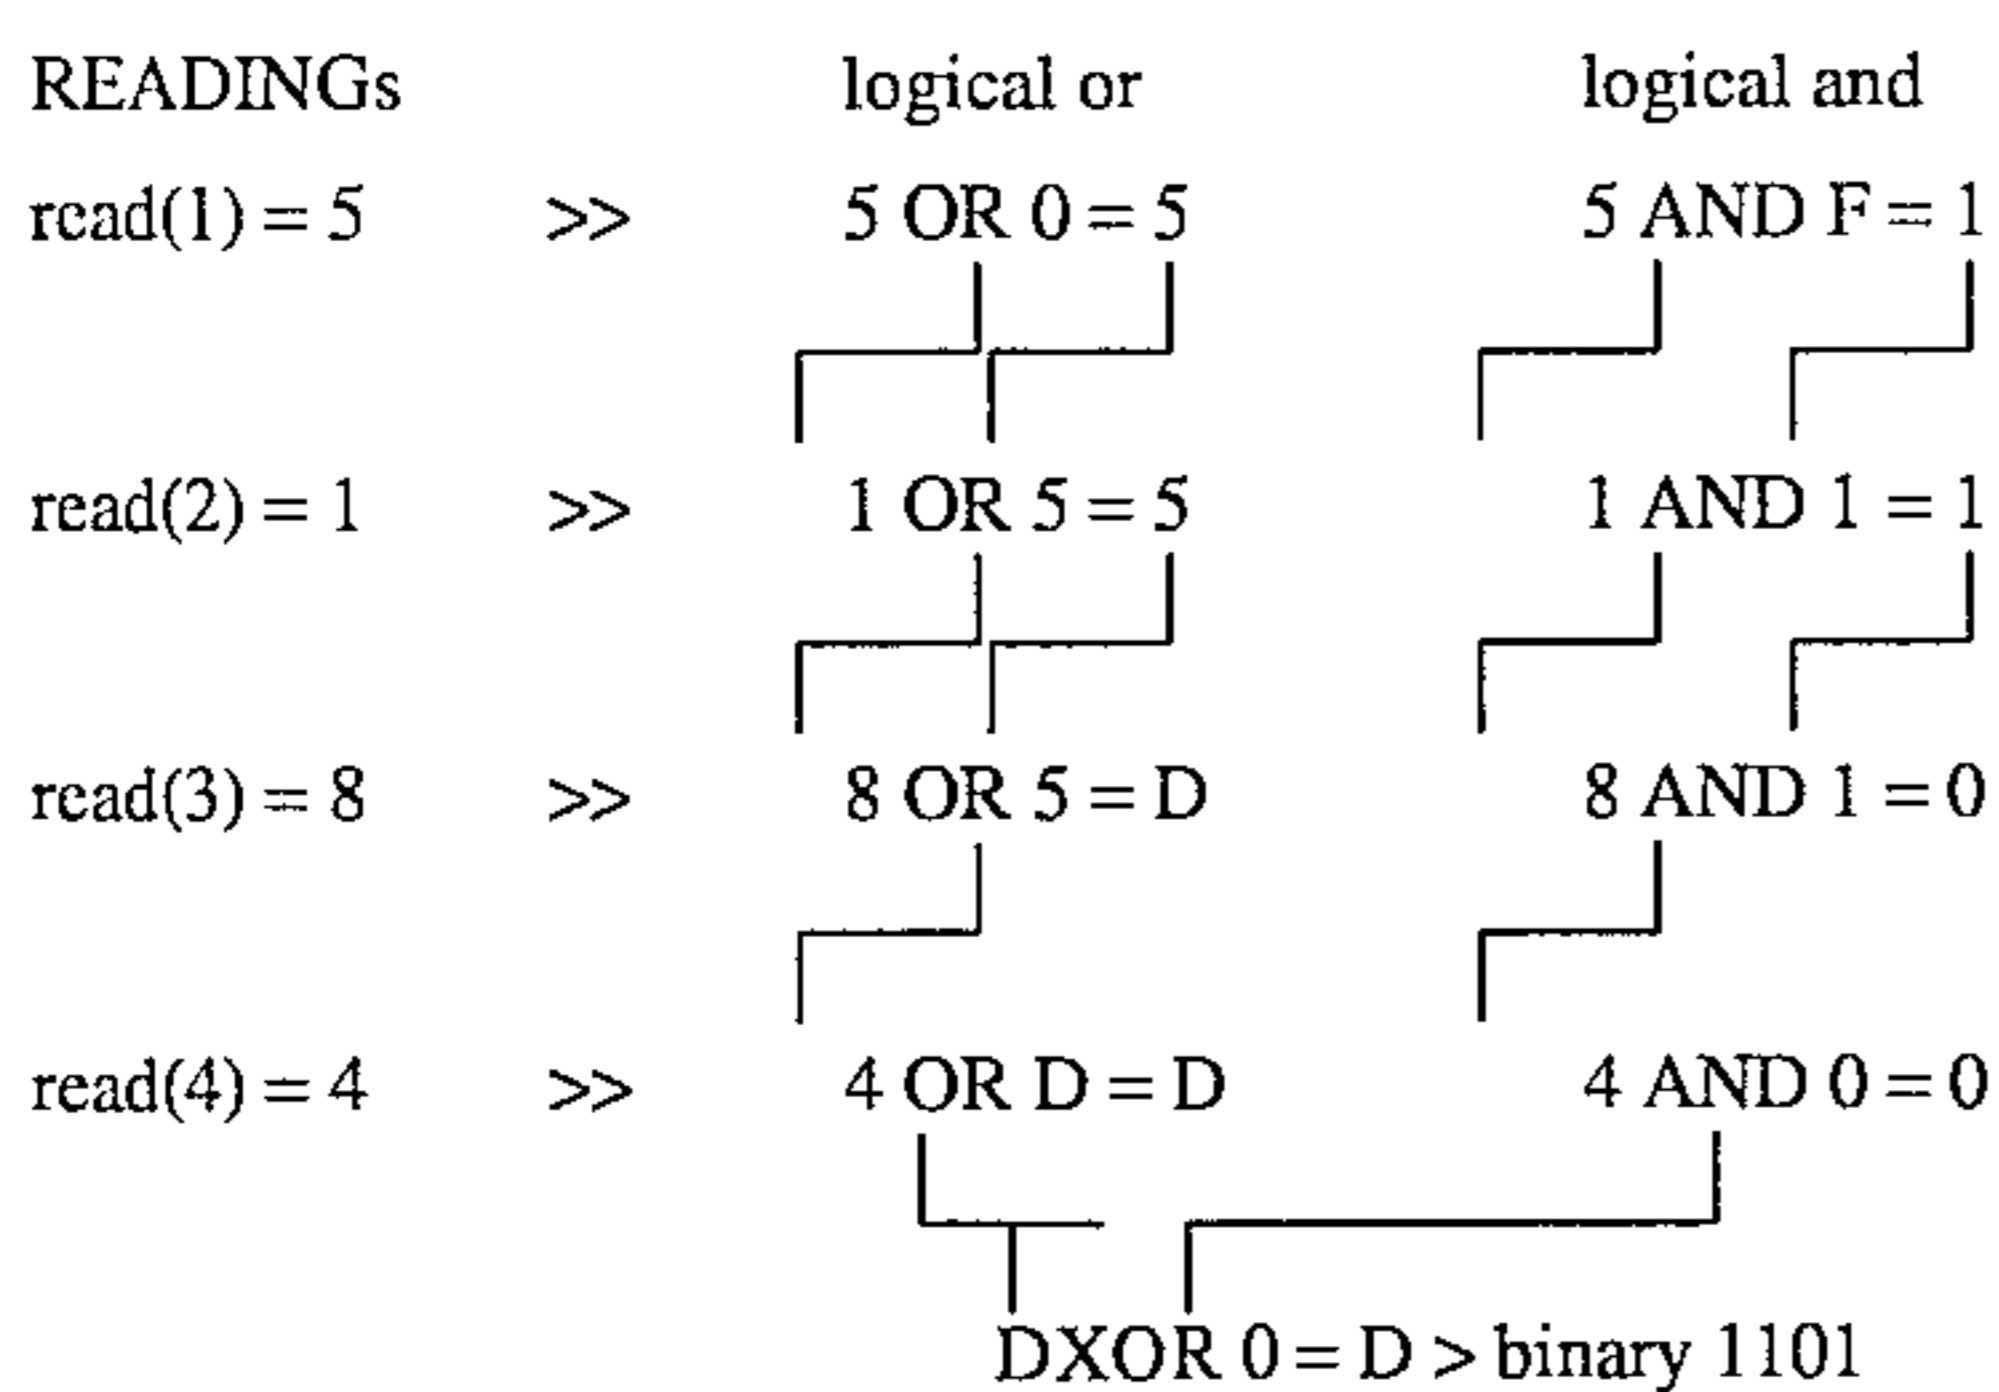 READINGs logical or logical and
read(1) = 5 >> 5 OR 0 = 5 5 AND F = 1
read(2) = 1 >> 1 OR 5 = 5 1 AND 1 = 1
read(3) = 8 >> 8 OR 5 = D 8 AND 1 = 0
read(4) = 4 >> 4 OR D = D 4 AND 0 = 0
DXOR 0 = D > binary 1101